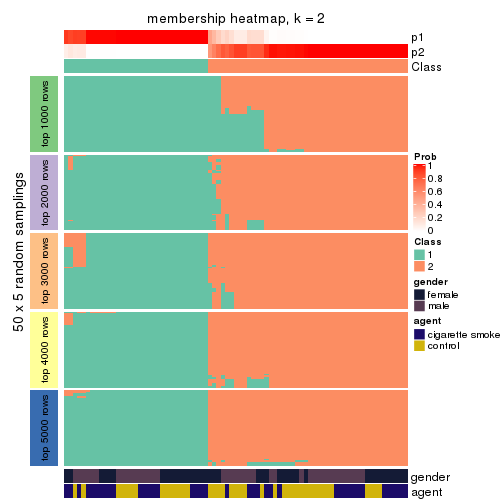 membership heatmap, k = 2
p1
p2
Class
50 x 5 random samplings
top 1000 rows
top 2000 rows
top 3000 rows
top 4000 rows
top 5000 rows
Prob
1
0.8
0.6
0.4
0.2
0
Class
1
2
gender
female
male
agent
cigarette smoke
control
gender
agent